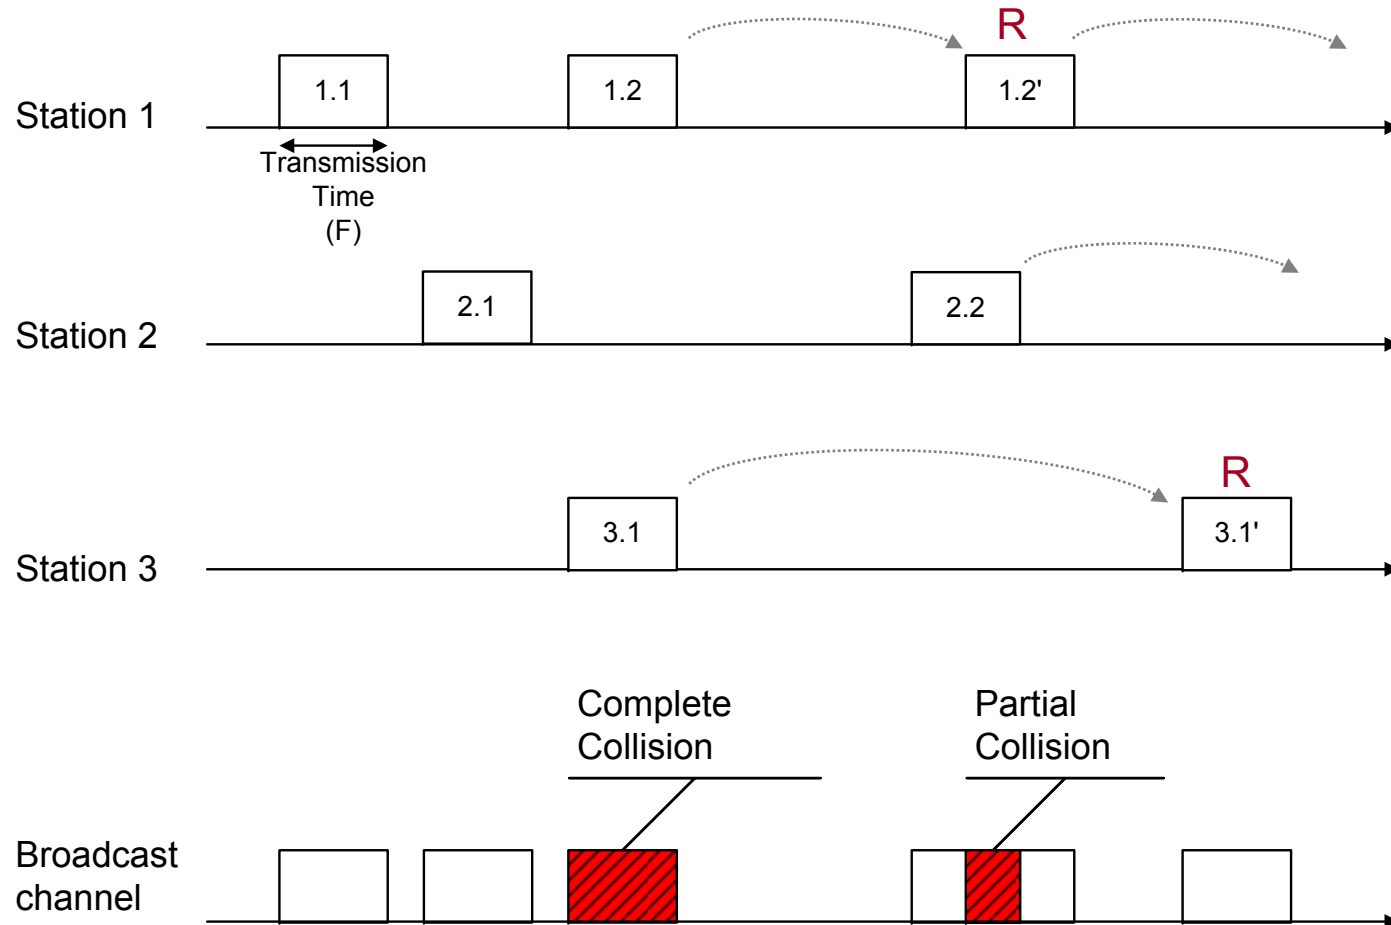 R
1.1
1.2
1.2'
Station 1
Transmission
Time
(F)
2.1
2.2
Station 2
R
3.1
3.1'
Station 3
Complete
Collision
Partial
Collision
Broadcast
channel